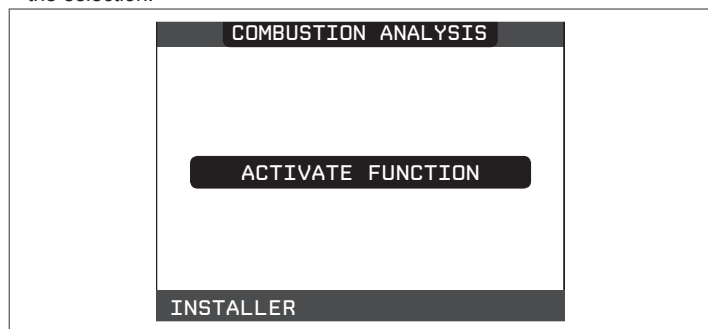 the selection.
COMBUSTION ANALYSIS
ACTIVATE FUNCTION
INSTALLER